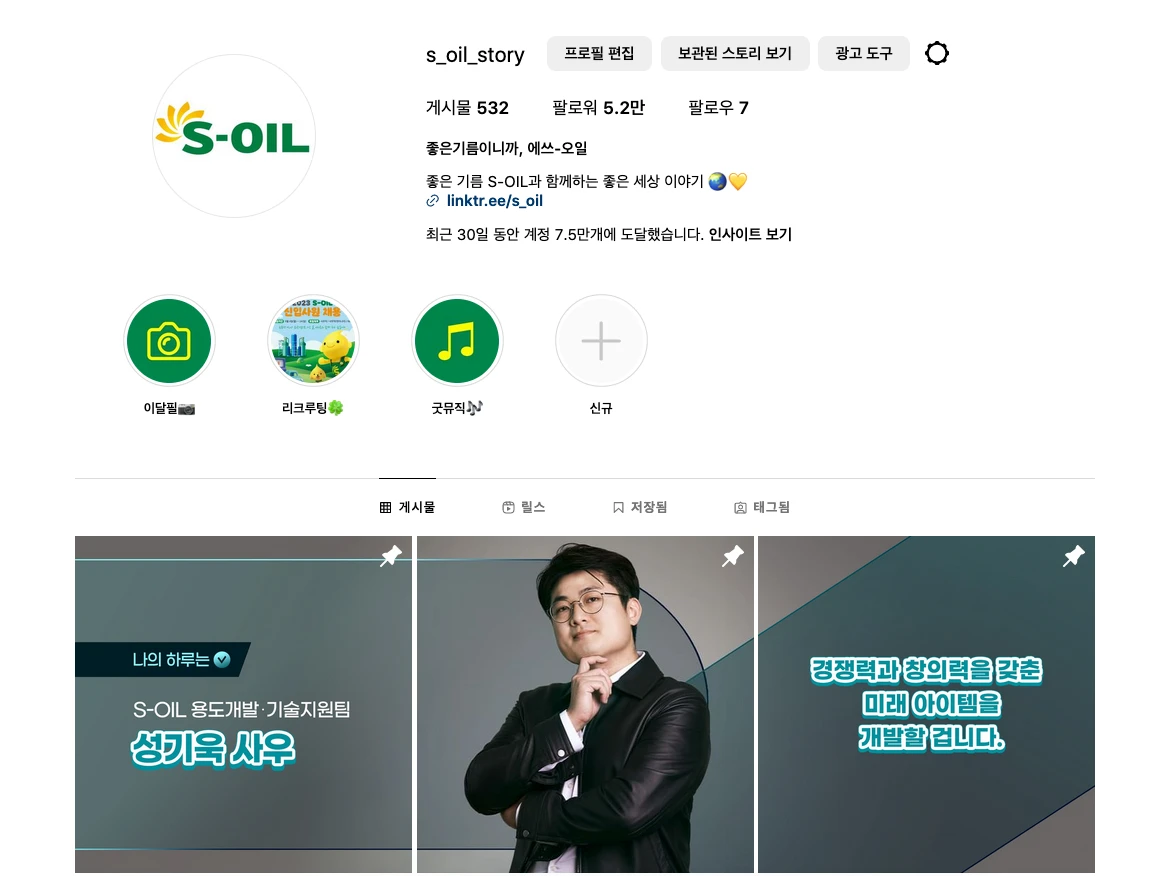 s_oil_story 프로필 편집 보관된 스토리 보기 광고 도구
S-OIL
게시물 532 팔로워 5.2만 팔로우 7
좋은기름이니까, 에쓰-오일
좋은 기름 S-OIL과 함께하는 좋은 세상 이야기 🌏💛
linktr.ee/s_oil
최근 30일 동안 계정 7.5만개에 도달했습니다. 인사이트 보기
2023 S-OIL
신입사원 채용
이달필📷 리크루팅🍀 굿뮤직🎶 신규
게시물 릴스 저장됨 태그됨
나의 하루는
S-OIL 용도개발·기술지원팀
성기욱 사우
경쟁력과 창의력을 갖춘
미래 아이템을
개발할 겁니다.